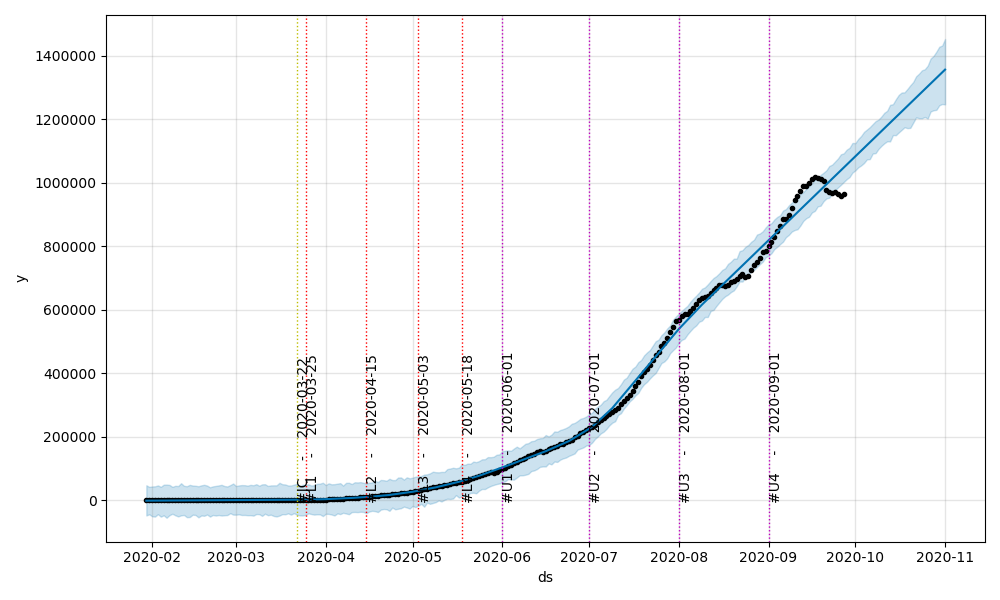 1400000
1200000
1000000
800000
600000
400000
200000
0
y
#JC - 2020-03-22
#L1 - 2020-03-25
#L2 - 2020-04-15
#L3 - 2020-05-03
#L4 - 2020-05-18
#U1 - 2020-06-01
#U2 - 2020-07-01
#U3 - 2020-08-01
#U4 - 2020-09-01
2020-02 2020-03 2020-04 2020-05 2020-06 2020-07 2020-08 2020-09 2020-10 2020-11
ds